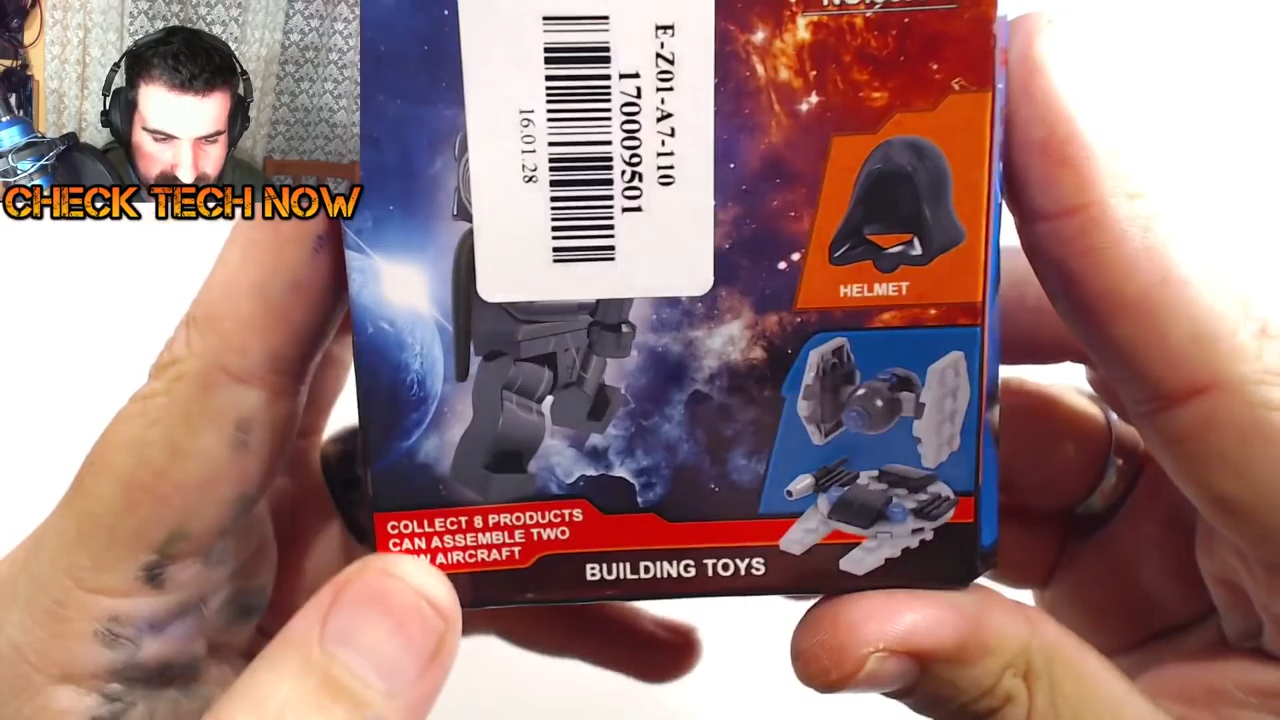 CHECK TECH NOW
E-Z01-A7-110
1700009501
16.01.28
HELMET
COLLECT 8 PRODUCTS
CAN ASSEMBLE TWO
AIRCRAFT
BUILDING TOYS